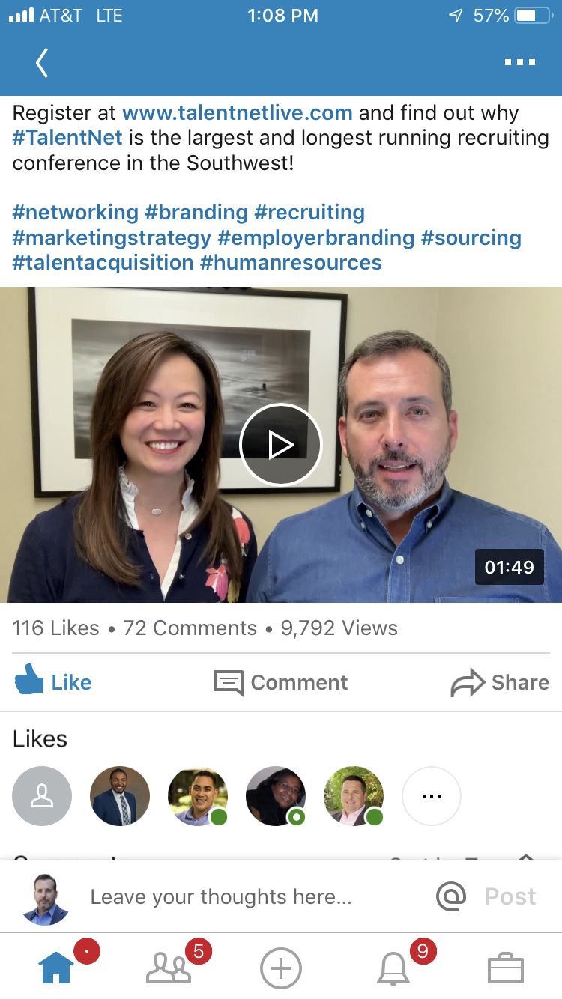 AT&T LTE 1:08 PM 57%
Register at www.talentnetlive.com and find out why
#TalentNet is the largest and longest running recruiting
conference in the Southwest!
#networking #branding #recruiting
#marketingstrategy #employerbranding #sourcing
#talentacquisition #humanresources
01:49
116 Likes • 72 Comments • 9,792 Views
Like Comment Share
Likes
Leave your thoughts here... @ Post
5 9